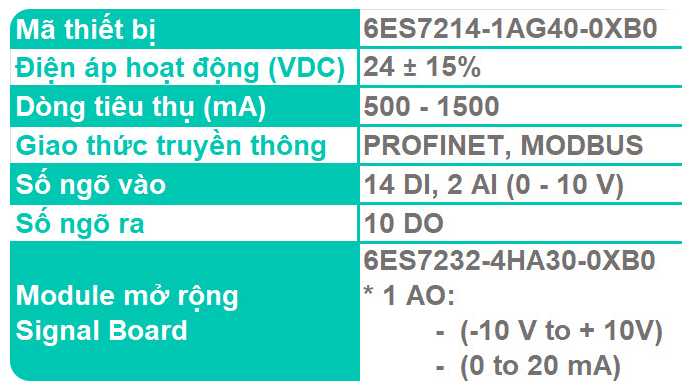 Mã thiết bị 6ES7214-1AG40-0XB0
Điện áp hoạt động (VDC) 24 ± 15%
Dòng tiêu thụ (mA) 500 - 1500
Giao thức truyền thông PROFINET, MODBUS
Số ngõ vào 14 DI, 2 AI (0 - 10 V)
Số ngõ ra 10 DO
Module mở rộng
Signal Board
6ES7232-4HA30-0XB0
* 1 AO:
- (-10 V to + 10V)
- (0 to 20 mA)